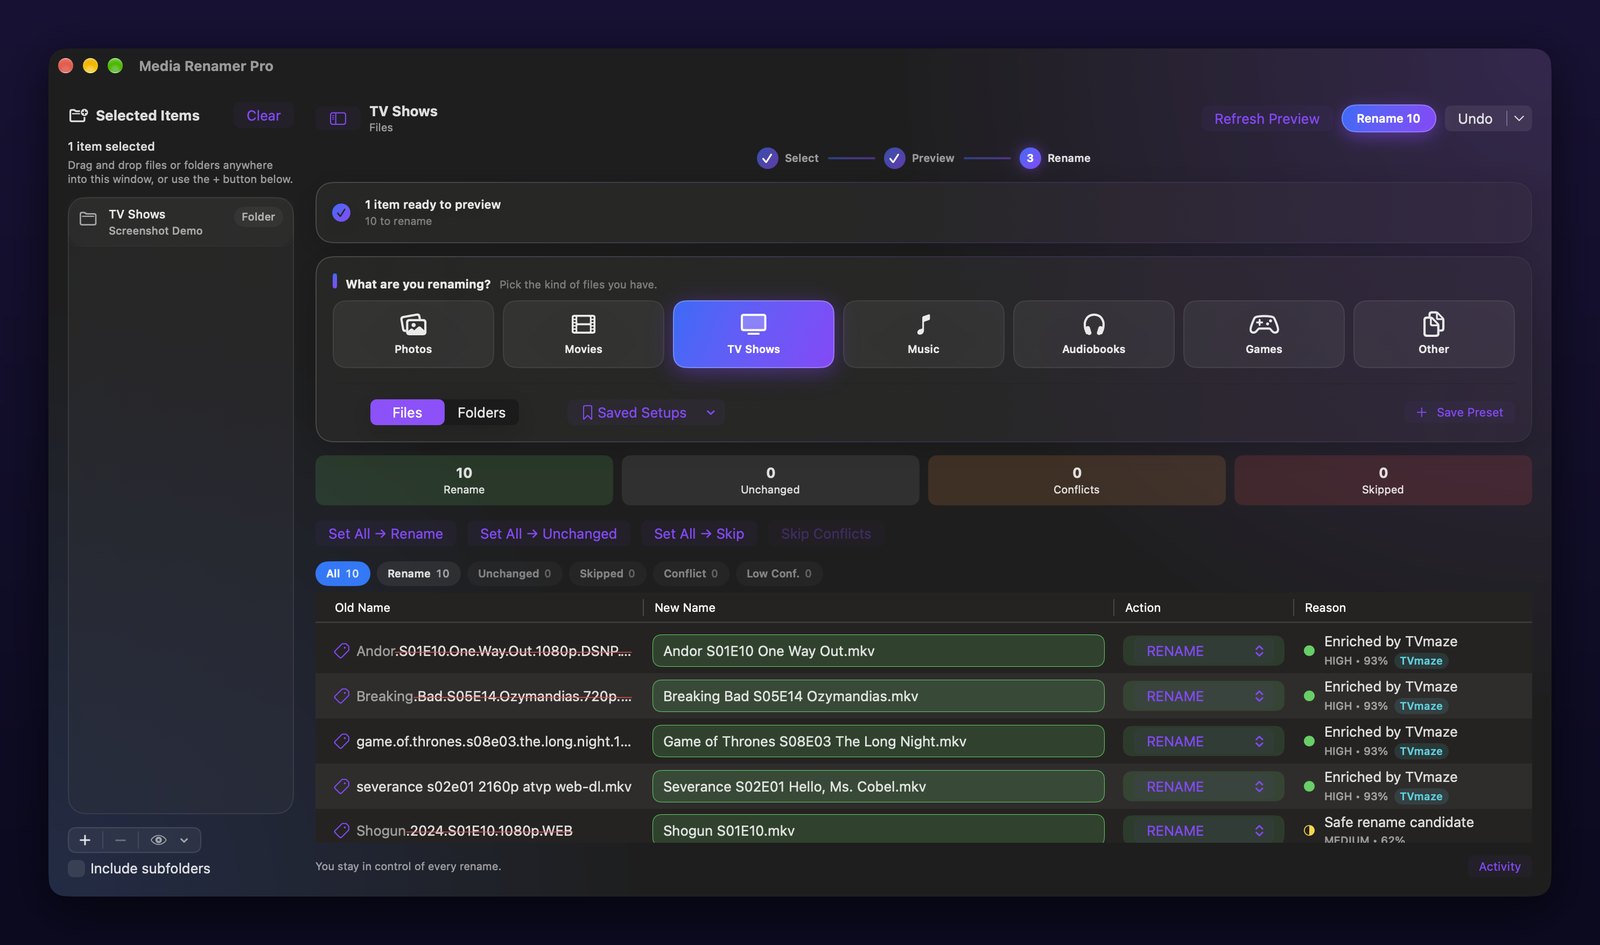 Media Renamer Pro
Selected Items
Clear
1 item selected
Drag and drop files or folders anywhere
into this window, or use the + button below.
TV Shows
Folder
Screenshot Demo
Include subfolders
TV Shows
Files
Refresh Preview
Rename 10
Undo
Select
Preview
3 Rename
1 item ready to preview
10 to rename
What are you renaming? Pick the kind of files you have.
Photos
Movies
TV Shows
Music
Audiobooks
Games
Other
Files
Folders
Saved Setups
+ Save Preset
10
Rename
0
Unchanged
0
Conflicts
0
Skipped
Set All → Rename
Set All → Unchanged
Set All → Skip
Skip Conflicts
All 10
Rename 10
Unchanged 0
Skipped 0
Conflict 0
Low Conf. 0
Old Name
New Name
Action
Reason
Andor.S01E10.One.Way.Out.1080p.DSNP....
Andor S01E10 One Way Out.mkv
RENAME
Enriched by TVmaze
HIGH • 93% TVmaze
Breaking.Bad.S05E14.Ozymandias.720p....
Breaking Bad S05E14 Ozymandias.mkv
RENAME
Enriched by TVmaze
HIGH • 93% TVmaze
game.of.thrones.s08e03.the.long.night.1...
Game of Thrones S08E03 The Long Night.mkv
RENAME
Enriched by TVmaze
HIGH • 93% TVmaze
severance s02e01 2160p atvp web-dl.mkv
Severance S02E01 Hello, Ms. Cobel.mkv
RENAME
Enriched by TVmaze
HIGH • 93% TVmaze
Shogun.2024.S01E10.1080p.WEB
Shogun S01E10.mkv
RENAME
Safe rename candidate
MEDIUM • 62%
You stay in control of every rename.
Activity